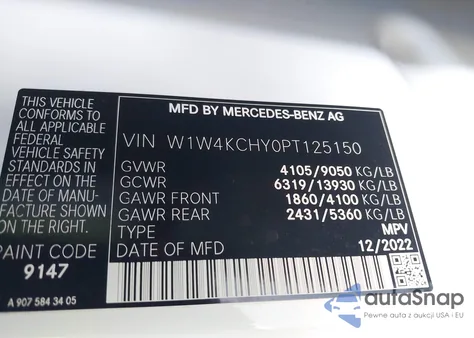 MFD BY MERCEDES-BENZ AG
THIS VEHICLE
CONFORMS TO
ALL APPLICABLE
FEDERAL
VEHICLE SAFETY
STANDARDS IN
EFFECT ON THE
DATE OF MANU-
FACTURE SHOWN
ON THE RIGHT.
PAINT CODE
9147
A 907 584 34 05
VIN W1W4KCHY0PT125150
GVWR 4105/9050 KG/LB
GCWR 6319/13930 KG/LB
GAWR FRONT 1860/4100 KG/LB
GAWR REAR 2431/5360 KG/LB
TYPE MPV
DATE OF MFD 12/2022
autaSnap
Pewne auta z aukcji USA i EU